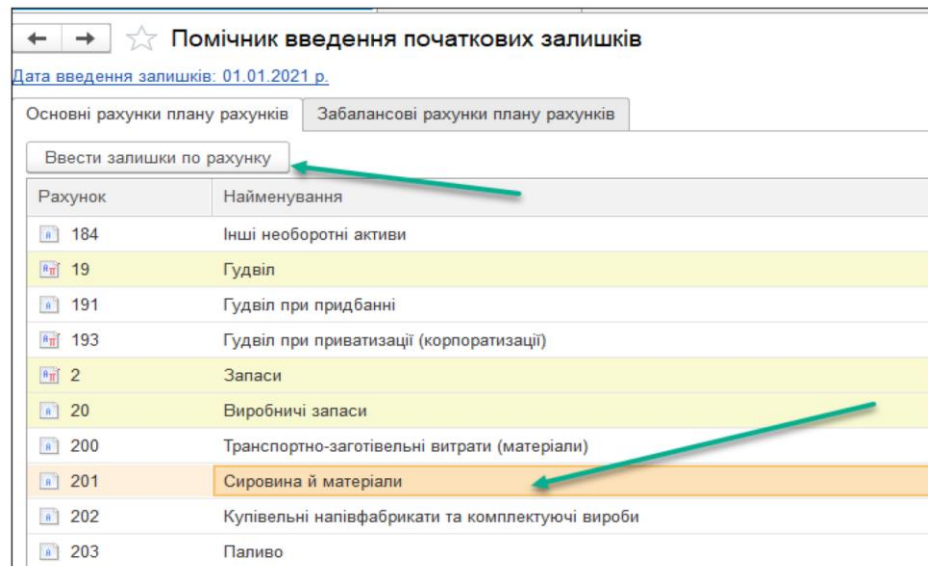 Помічник введення початкових залишків
Дата введення залишків: 01.01.2021 р.
Основні рахунки плану рахунків Забалансові рахунки плану рахунків
Ввести залишки по рахунку
Рахунок Найменування
184 Інші необоротні активи
19 Гудвіл
191 Гудвіл при придбанні
193 Гудвіл при приватизації (корпоратизації)
2 Запаси
20 Виробничі запаси
200 Транспортно-заготівельні витрати (матеріали)
201 Сировина й матеріали
202 Купівельні напівфабрикати та комплектуючі вироби
203 Паливо